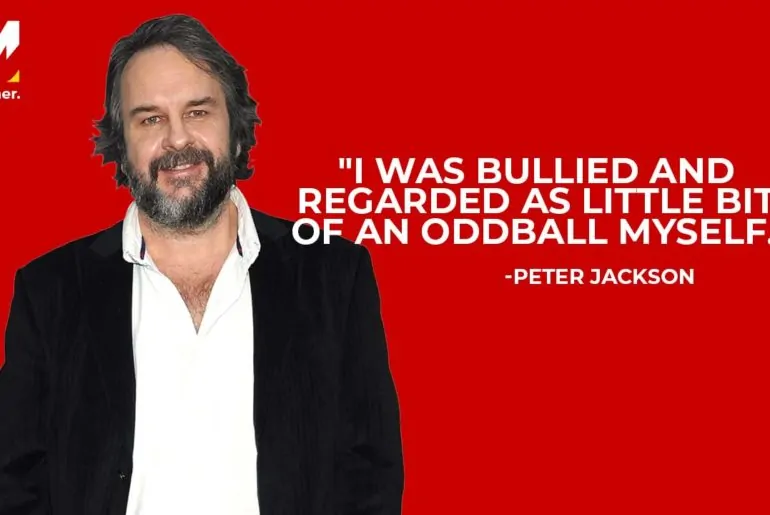 "I WAS BULLIED AND
REGARDED AS LITTLE BIT
OF AN ODDBALL MYSELF.
-PETER JACKSON